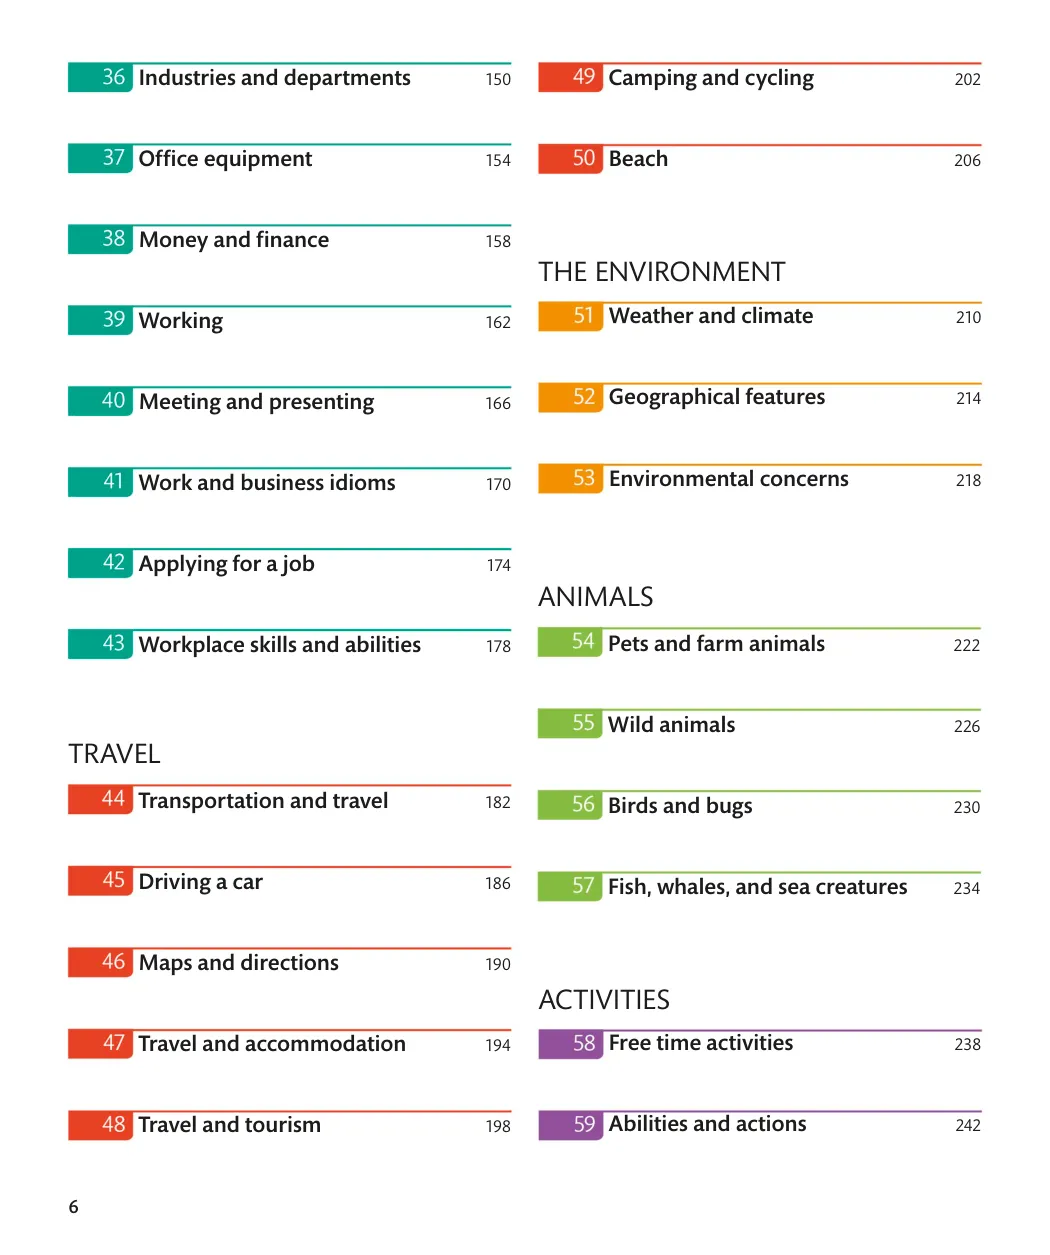 36 Industries and departments 150
37 Office equipment 154
38 Money and finance 158
39 Working 162
40 Meeting and presenting 166
41 Work and business idioms 170
42 Applying for a job 174
43 Workplace skills and abilities 178
TRAVEL
44 Transportation and travel 182
45 Driving a car 186
46 Maps and directions 190
47 Travel and accommodation 194
48 Travel and tourism 198
49 Camping and cycling 202
50 Beach 206
THE ENVIRONMENT
51 Weather and climate 210
52 Geographical features 214
53 Environmental concerns 218
ANIMALS
54 Pets and farm animals 222
55 Wild animals 226
56 Birds and bugs 230
57 Fish, whales, and sea creatures 234
ACTIVITIES
58 Free time activities 238
59 Abilities and actions 242
6